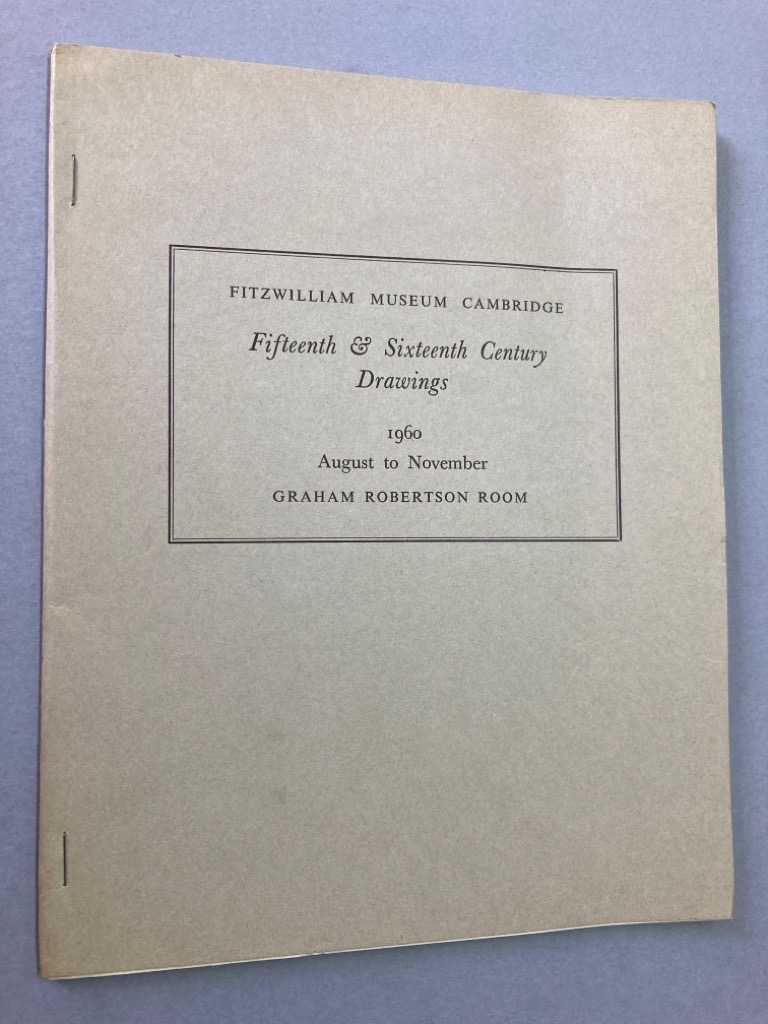 FITZWILLIAM MUSEUM CAMBRIDGE
Fifteenth & Sixteenth Century
Drawings
1960
August to November
GRAHAM ROBERTSON ROOM